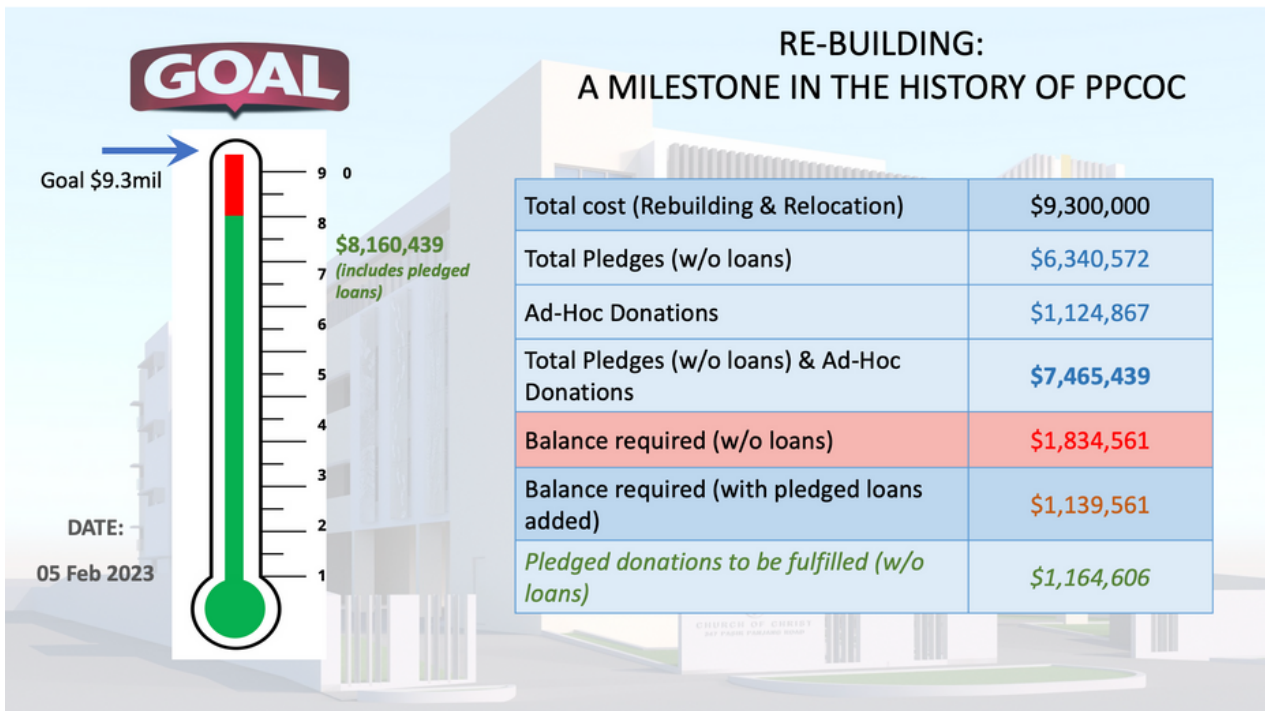 GOAL
Goal $9.3mil
9 0
8
$8,160,439
(includes pledged
loans)
7
6
5
4
3
2
1
DATE:
05 Feb 2023
RE-BUILDING:
A MILESTONE IN THE HISTORY OF PPCOC
Total cost (Rebuilding & Relocation) $9,300,000
Total Pledges (w/o loans) $6,340,572
Ad-Hoc Donations $1,124,867
Total Pledges (w/o loans) & Ad-Hoc
Donations $7,465,439
Balance required (w/o loans) $1,834,561
Balance required (with pledged loans
added) $1,139,561
Pledged donations to be fulfilled (w/o
loans) $1,164,606
CHURCH OF CHRIST